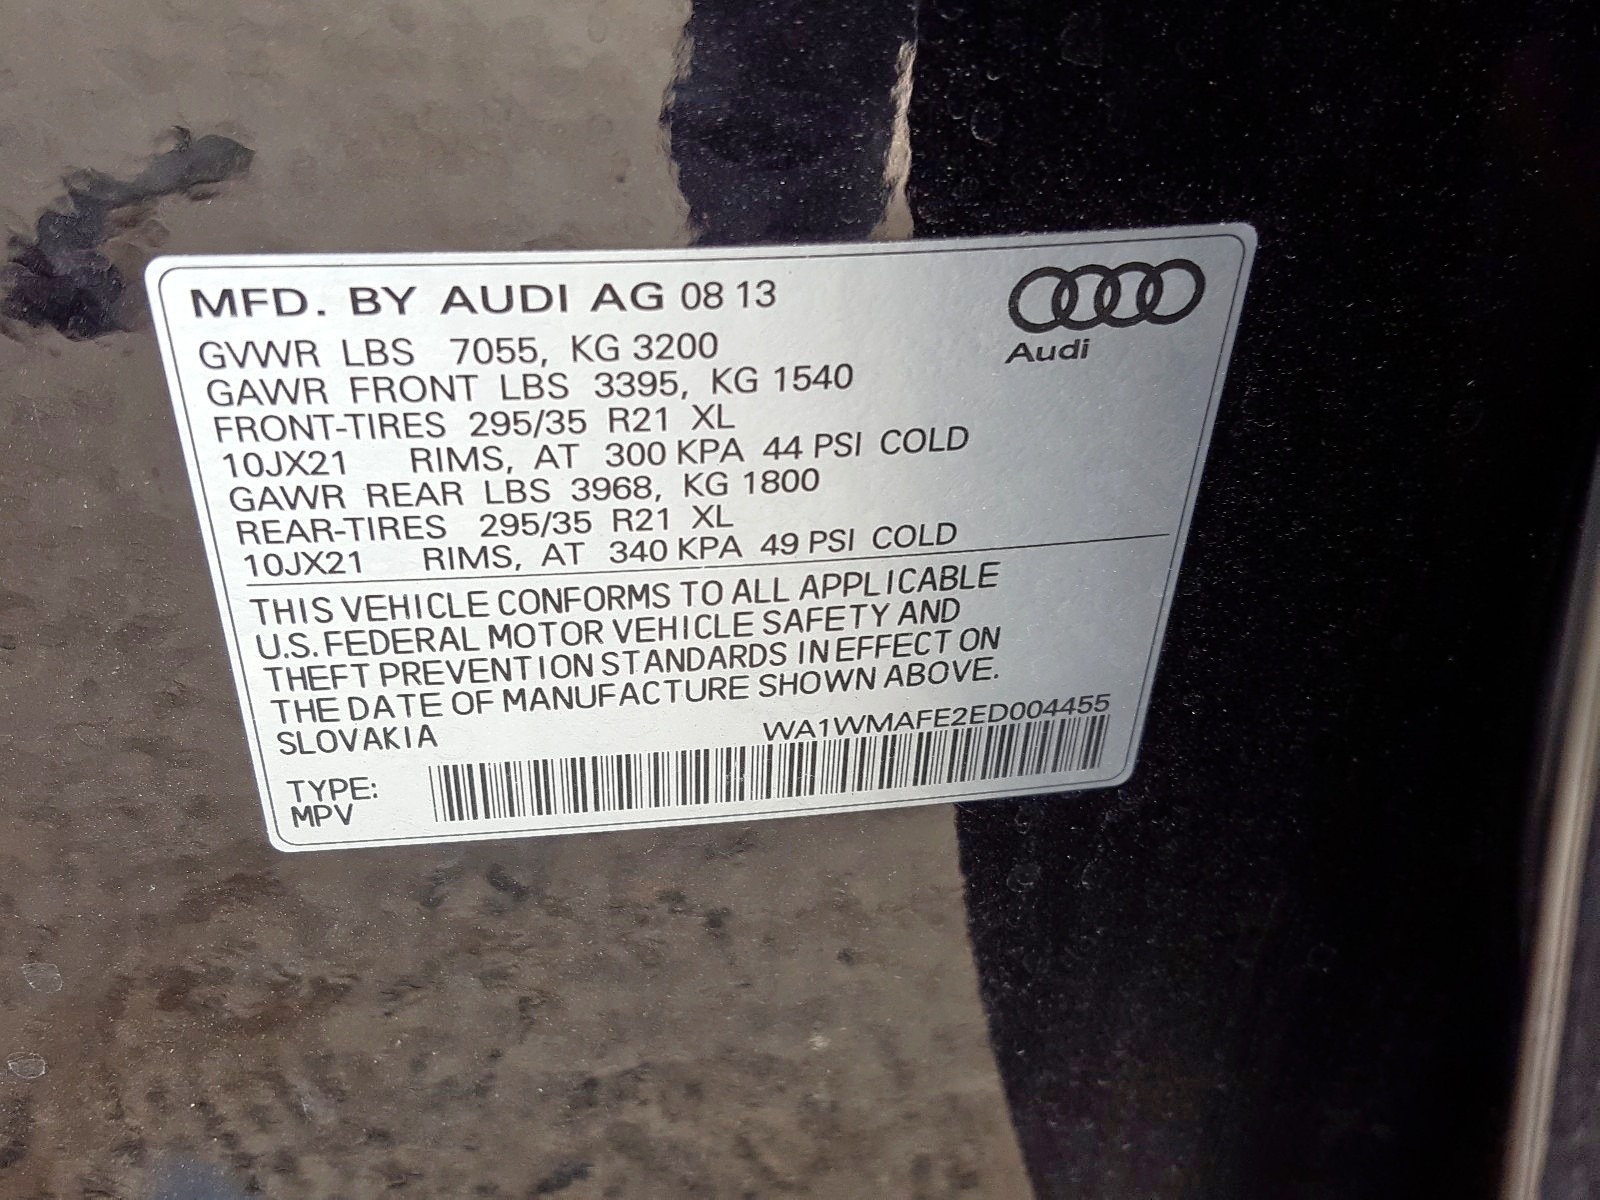 MFD. BY AUDI AG 08 13
Audi
GVWR LBS 7055, KG 3200
GAWR FRONT LBS 3395, KG 1540
FRONT-TIRES 295/35 R21 XL
10JX21 RIMS, AT 300 KPA 44 PSI COLD
GAWR REAR LBS 3968, KG 1800
REAR-TIRES 295/35 R21 XL
10JX21 RIMS, AT 340 KPA 49 PSI COLD
THIS VEHICLE CONFORMS TO ALL APPLICABLE
U.S. FEDERAL MOTOR VEHICLE SAFETY AND
THEFT PREVENTION STANDARDS IN EFFECT ON
THE DATE OF MANUFACTURE SHOWN ABOVE.
SLOVAKIA
WA1WMAFE2ED004455
TYPE:
MPV